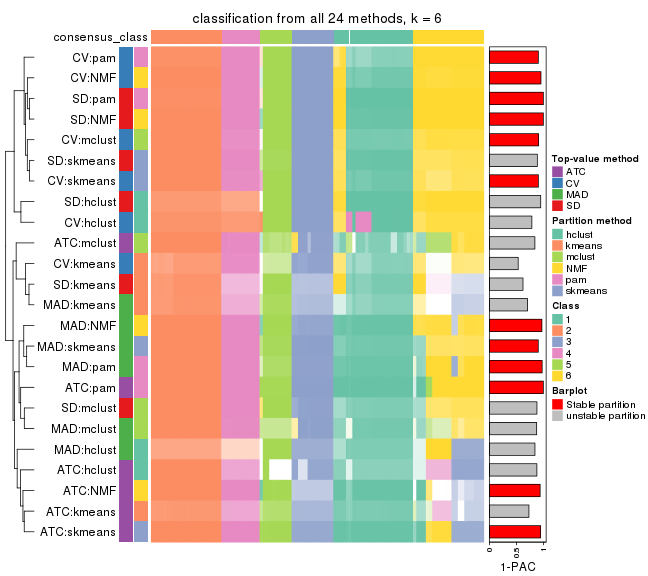 classification from all 24 methods, k = 6
consensus_class
CV:pam
CV:NMF
SD:pam
SD:NMF
CV:mclust
SD:skmeans
CV:skmeans
SD:hclust
CV:hclust
ATC:mclust
CV:kmeans
SD:kmeans
MAD:kmeans
MAD:NMF
MAD:skmeans
MAD:pam
ATC:pam
SD:mclust
MAD:mclust
MAD:hclust
ATC:hclust
ATC:NMF
ATC:kmeans
ATC:skmeans
0
0.5
1
1-PAC
Top-value method
ATC
CV
MAD
SD
Partition method
hclust
kmeans
mclust
NMF
pam
skmeans
Class
1
2
3
4
5
6
Barplot
Stable partition
unstable partition